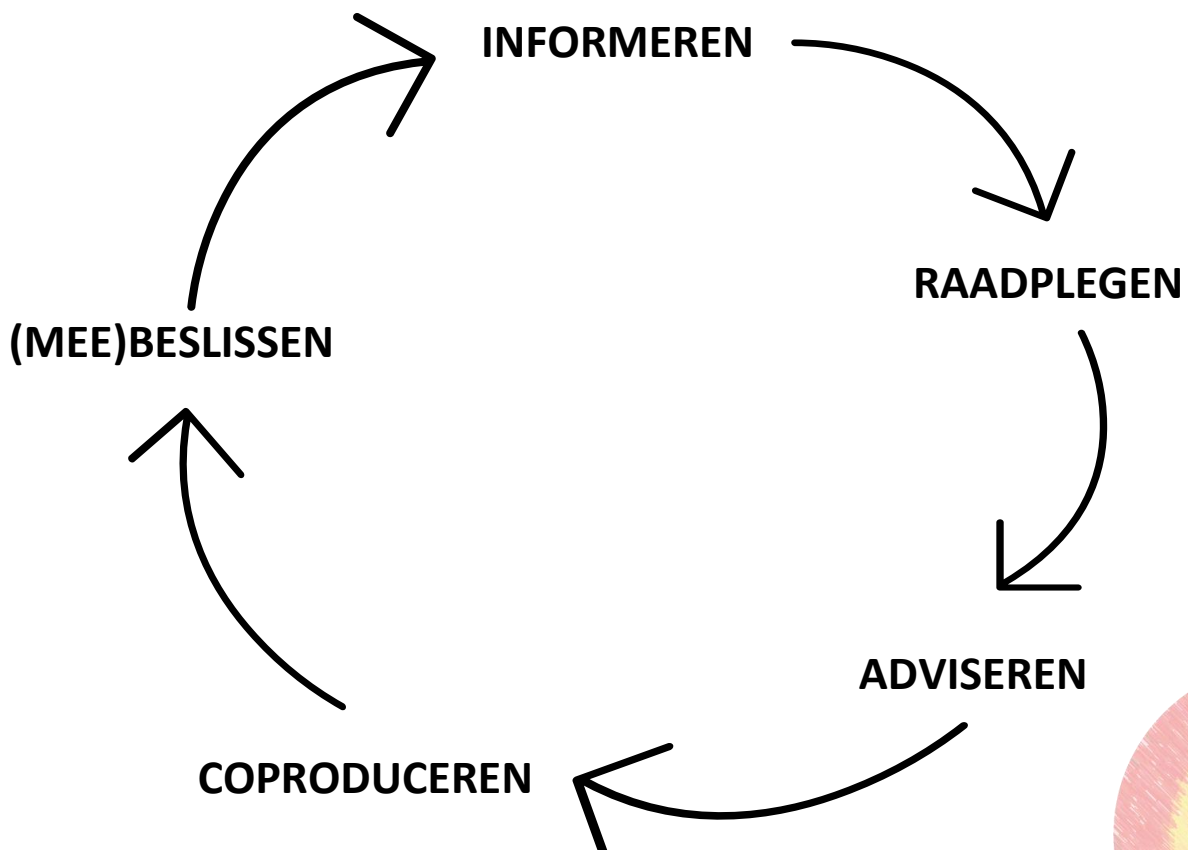 INFORMEREN
RAADPLEGEN
(MEE)BESLISSEN
ADVISEREN
COPRODUCEREN